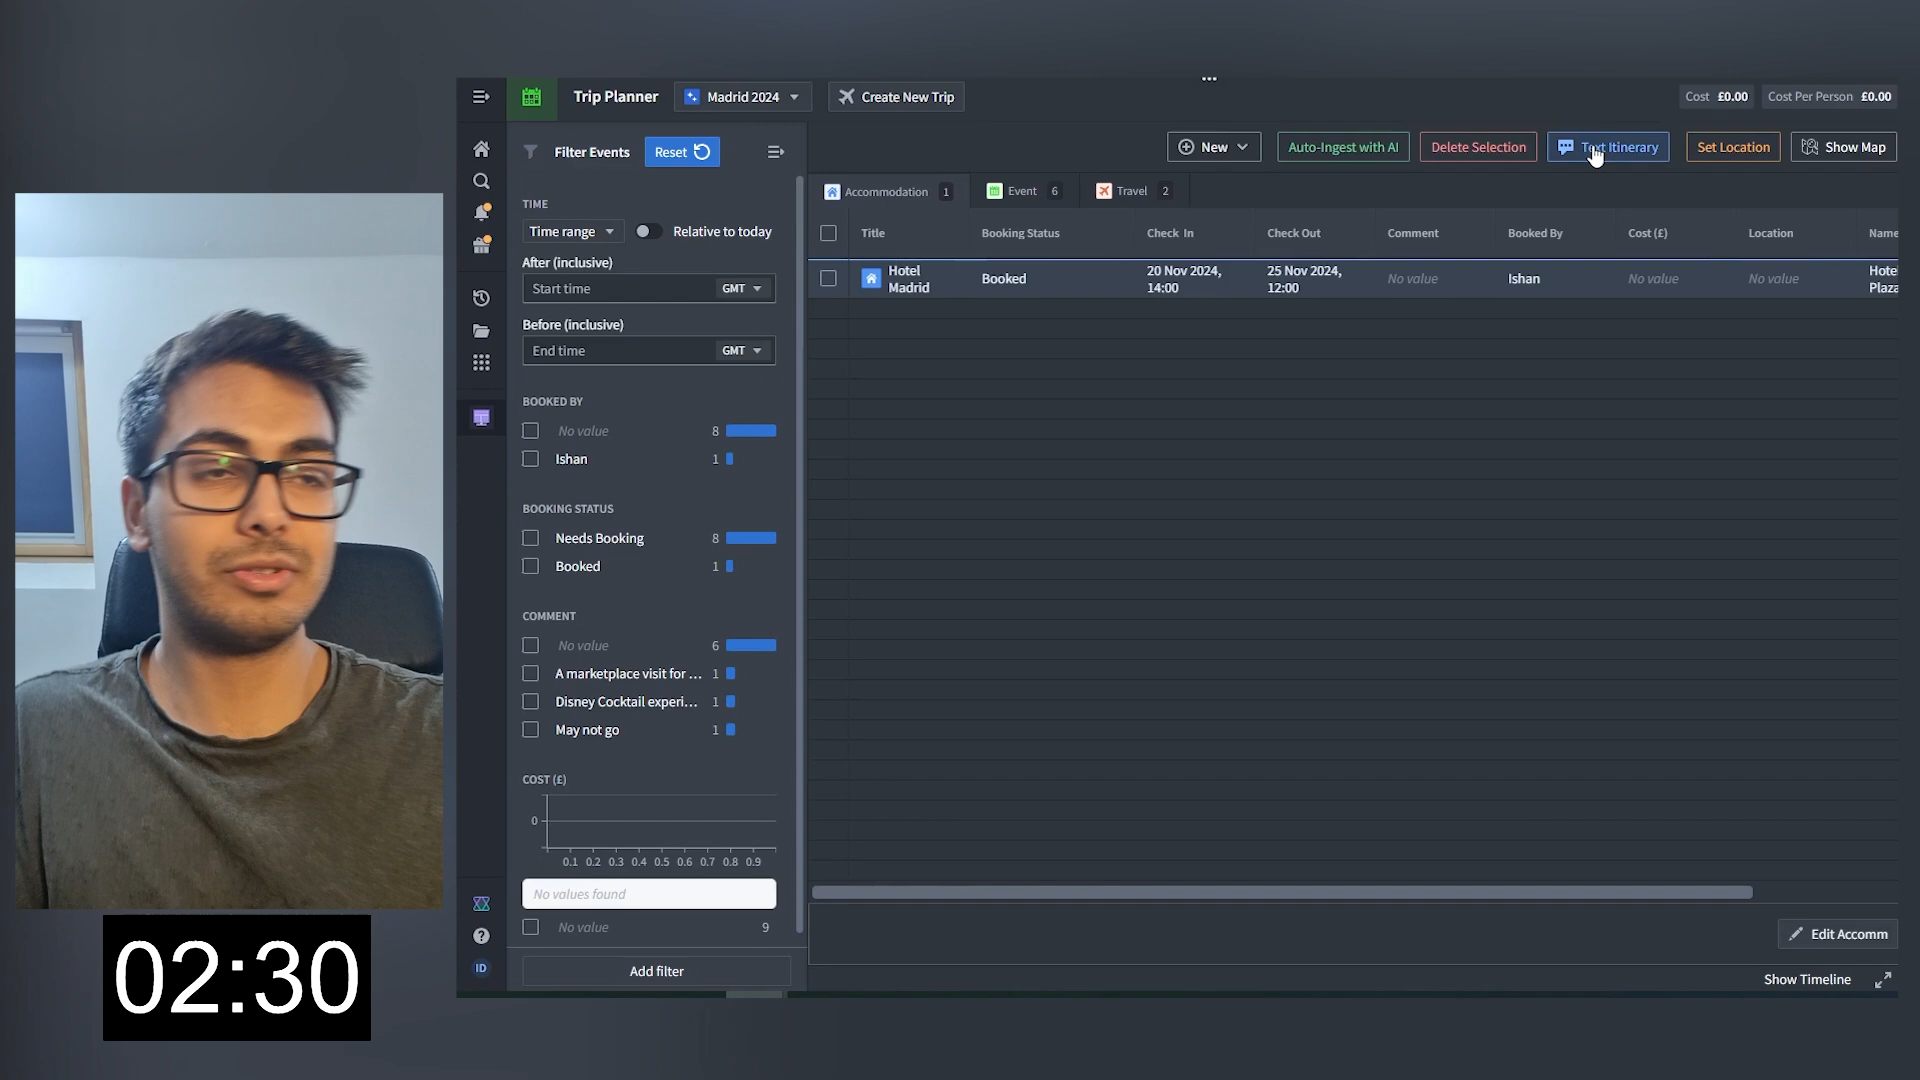 Trip Planner
Madrid 2024
Create New Trip
Cost £0.00
Cost Per Person £0.00
Filter Events
Reset
New
Auto-Ingest with AI
Delete Selection
Text Itinerary
Set Location
Show Map
Accommodation 1
Event 6
Travel 2
TIME
Time range
Relative to today
After (inclusive)
Start time
GMT
Before (inclusive)
End time
GMT
BOOKED BY
No value 8
Ishan 1
BOOKING STATUS
Needs Booking 8
Booked 1
COMMENT
No value 6
A marketplace visit for ... 1
Disney Cocktail experi... 1
May not go 1
COST (£)
0
0.1 0.2 0.3 0.4 0.5 0.6 0.7 0.8 0.9
No values found
No value 9
Add filter
Title
Booking Status
Check In
Check Out
Comment
Booked By
Cost (£)
Location
Name
Hotel
Madrid
Booked
20 Nov 2024,
14:00
25 Nov 2024,
12:00
No value
Ishan
No value
No value
Hote
Plaza
Edit Accomm
Show Timeline
ID
02:30